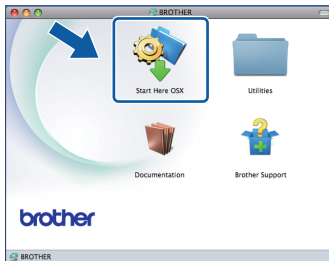 BROTHER
Start Here OSX
Utilities
Documentation
Brother Support
brother
BROTHER